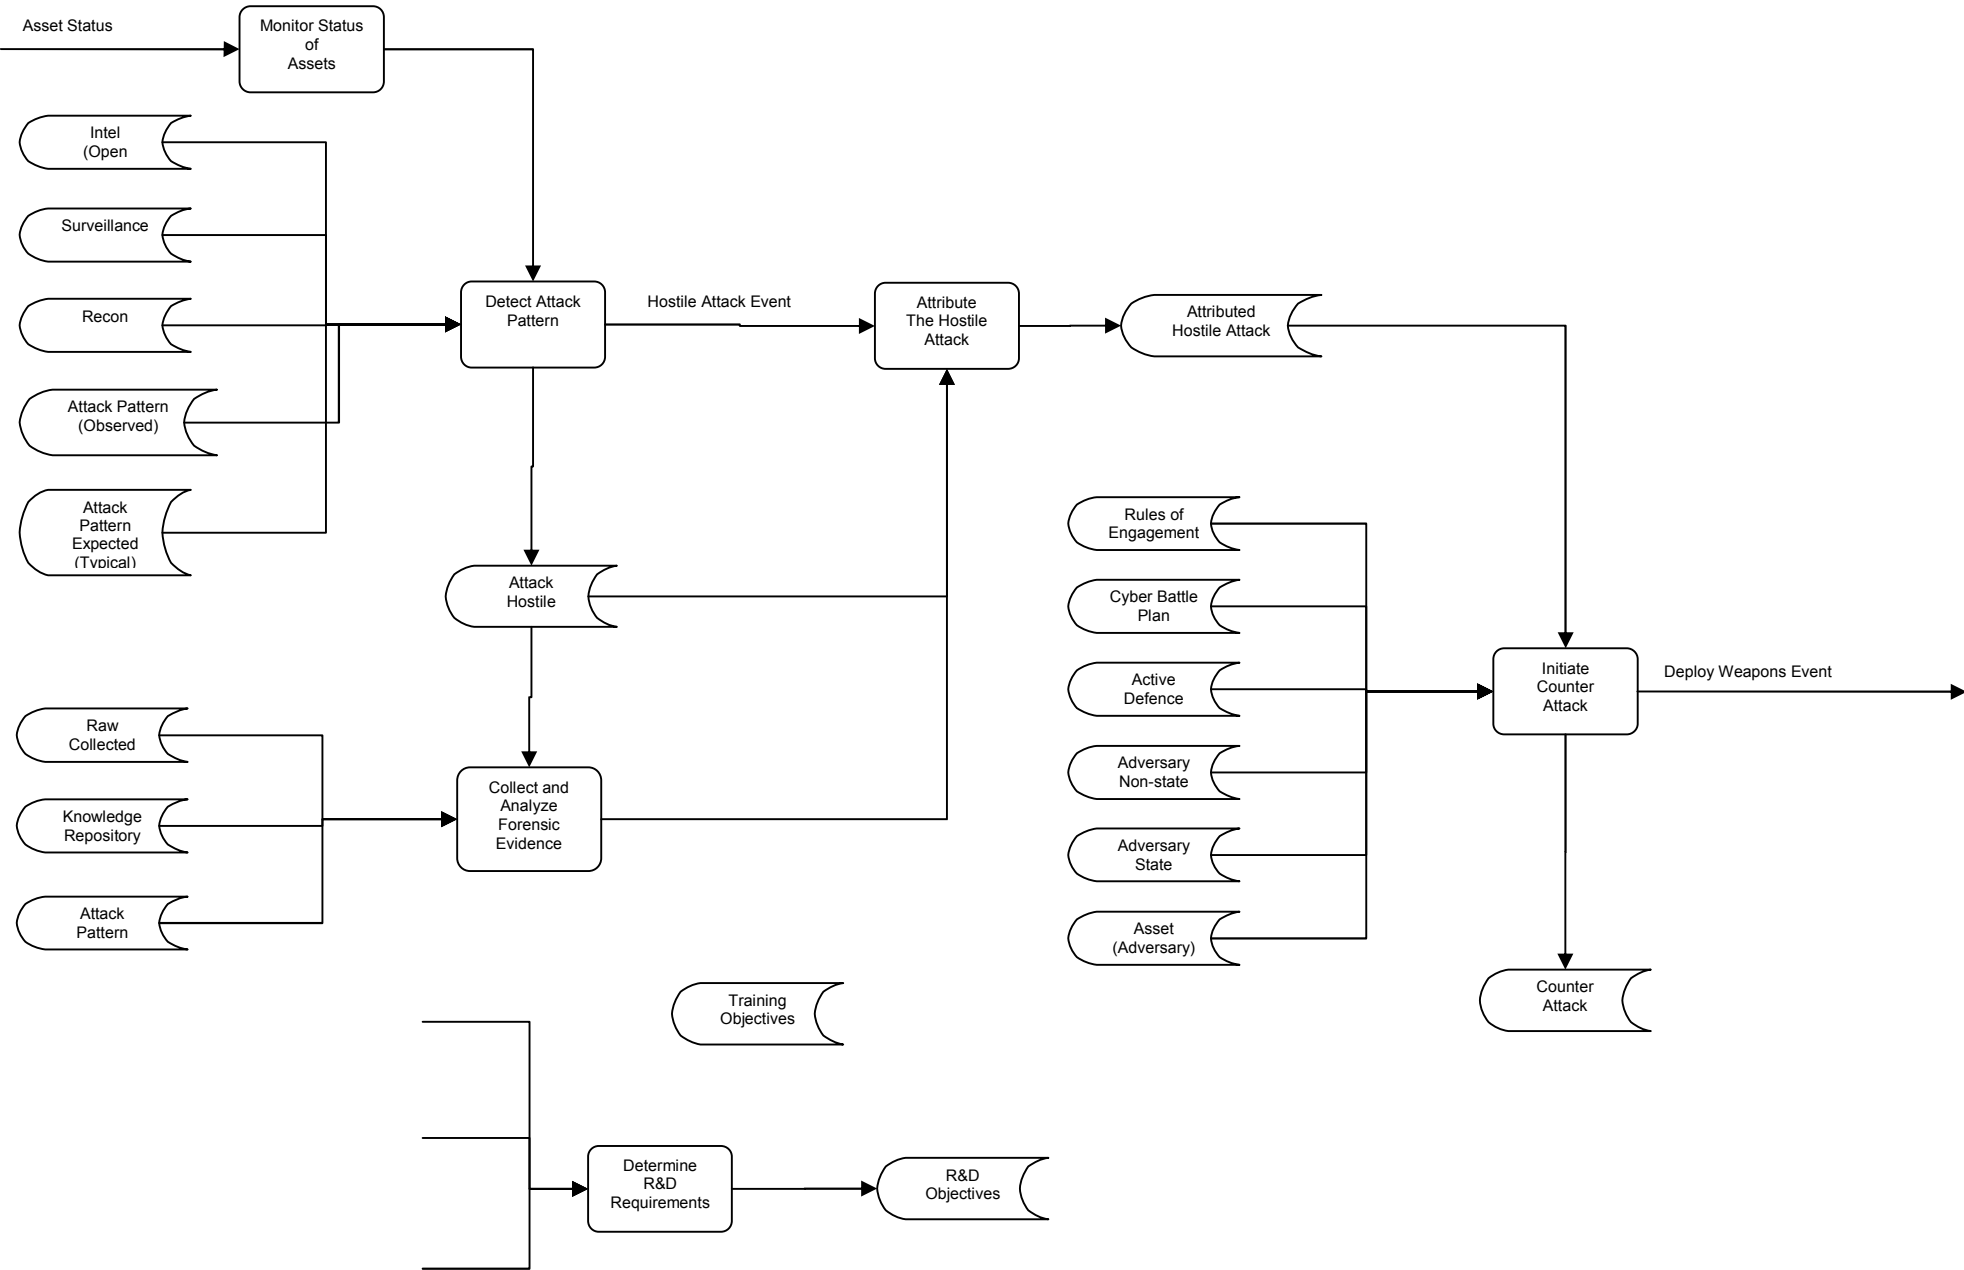 Asset Status
Monitor Status
of
Assets
Intel
(Open
Surveillance
Recon
Attack Pattern
(Observed)
Attack
Pattern
Expected
(Typical)
Detect Attack
Pattern
Hostile Attack Event
Attribute
The Hostile
Attack
Attributed
Hostile Attack
Attack
Hostile
Rules of
Engagement
Cyber Battle
Plan
Active
Defence
Adversary
Non-state
Adversary
State
Asset
(Adversary)
Initiate
Counter
Attack
Deploy Weapons Event
Raw
Collected
Knowledge
Repository
Attack
Pattern
Collect and
Analyze
Forensic
Evidence
Counter
Attack
Training
Objectives
Determine
R&D
Requirements
R&D
Objectives